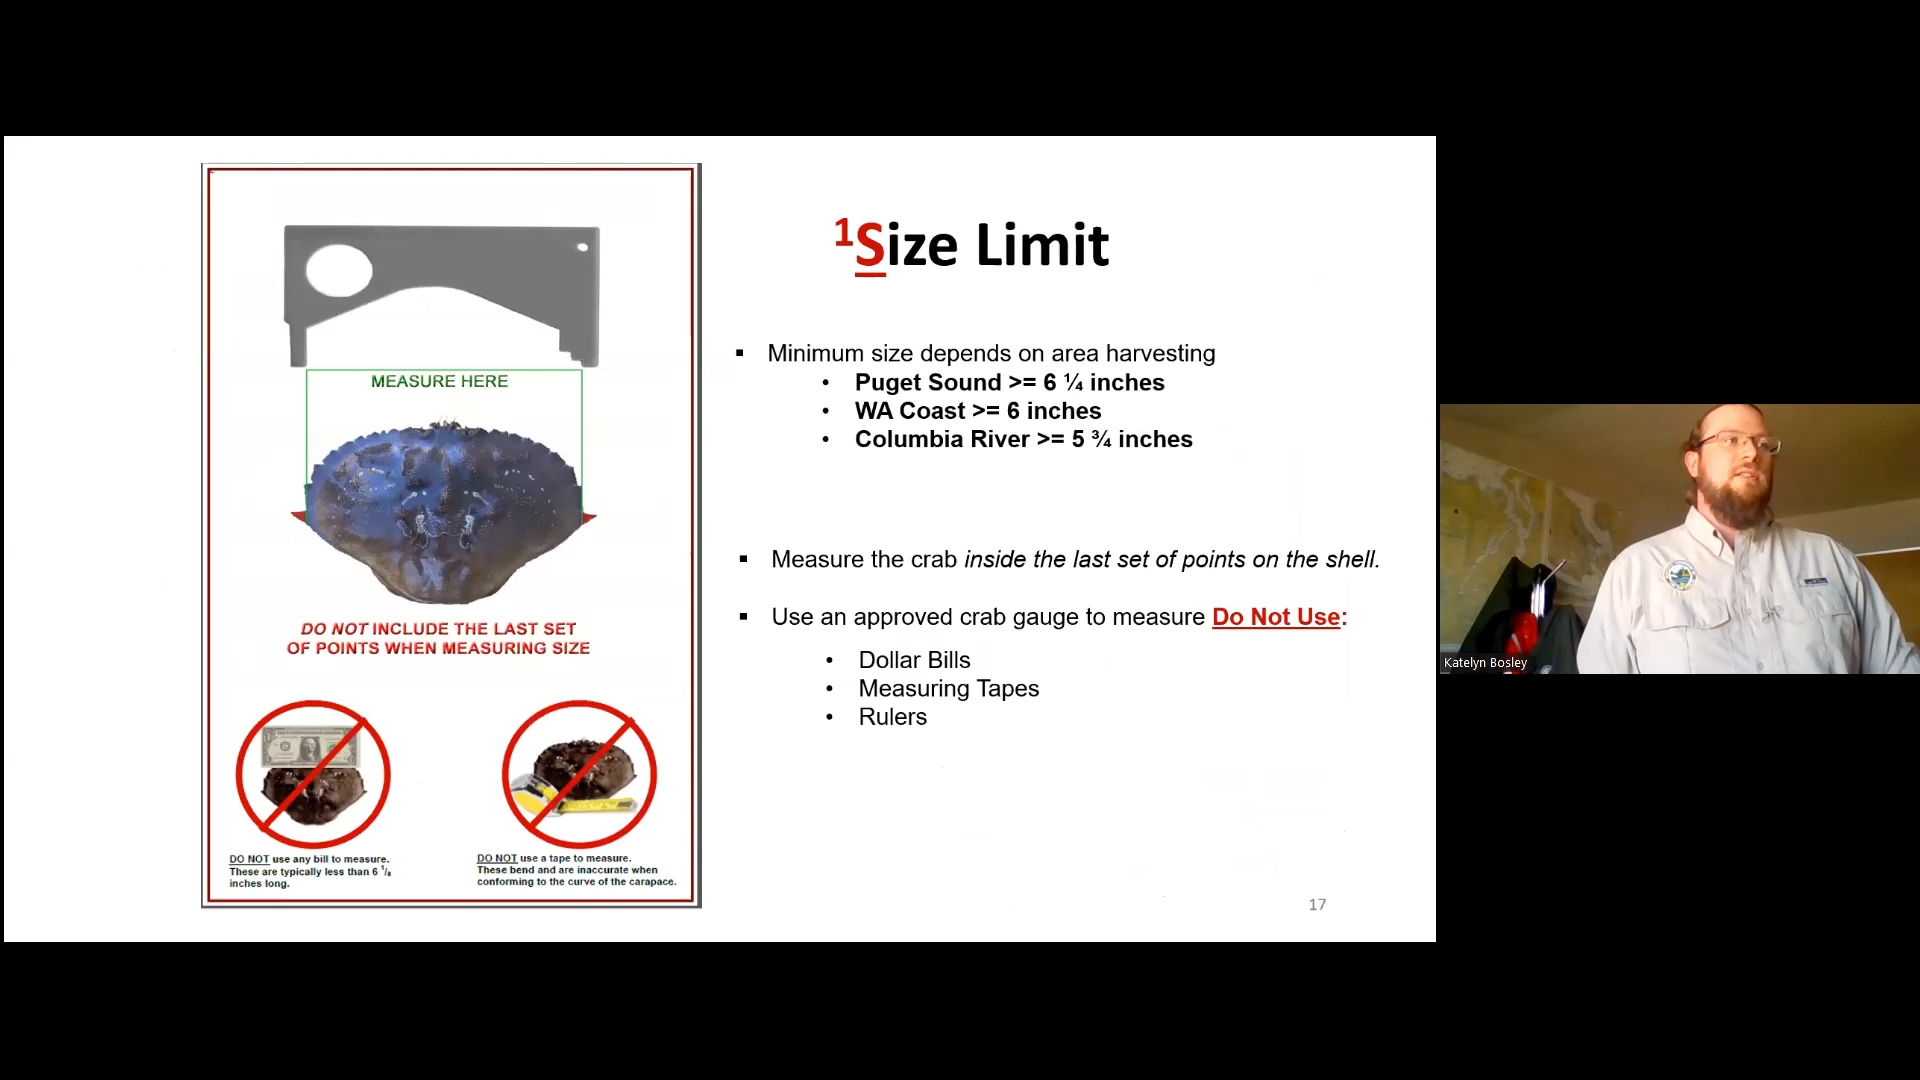 ¹Size Limit
MEASURE HERE
DO NOT INCLUDE THE LAST SET
OF POINTS WHEN MEASURING SIZE
DO NOT use any bill to measure.
These are typically less than 6 1/8
inches long.
DO NOT use a tape to measure.
These bend and are inaccurate when
conforming to the curve of the carapace.
▪ Minimum size depends on area harvesting
• Puget Sound >= 6 ¼ inches
• WA Coast >= 6 inches
• Columbia River >= 5 ¾ inches
▪ Measure the crab inside the last set of points on the shell.
▪ Use an approved crab gauge to measure Do Not Use:
• Dollar Bills
• Measuring Tapes
• Rulers
17
Katelyn Bosley